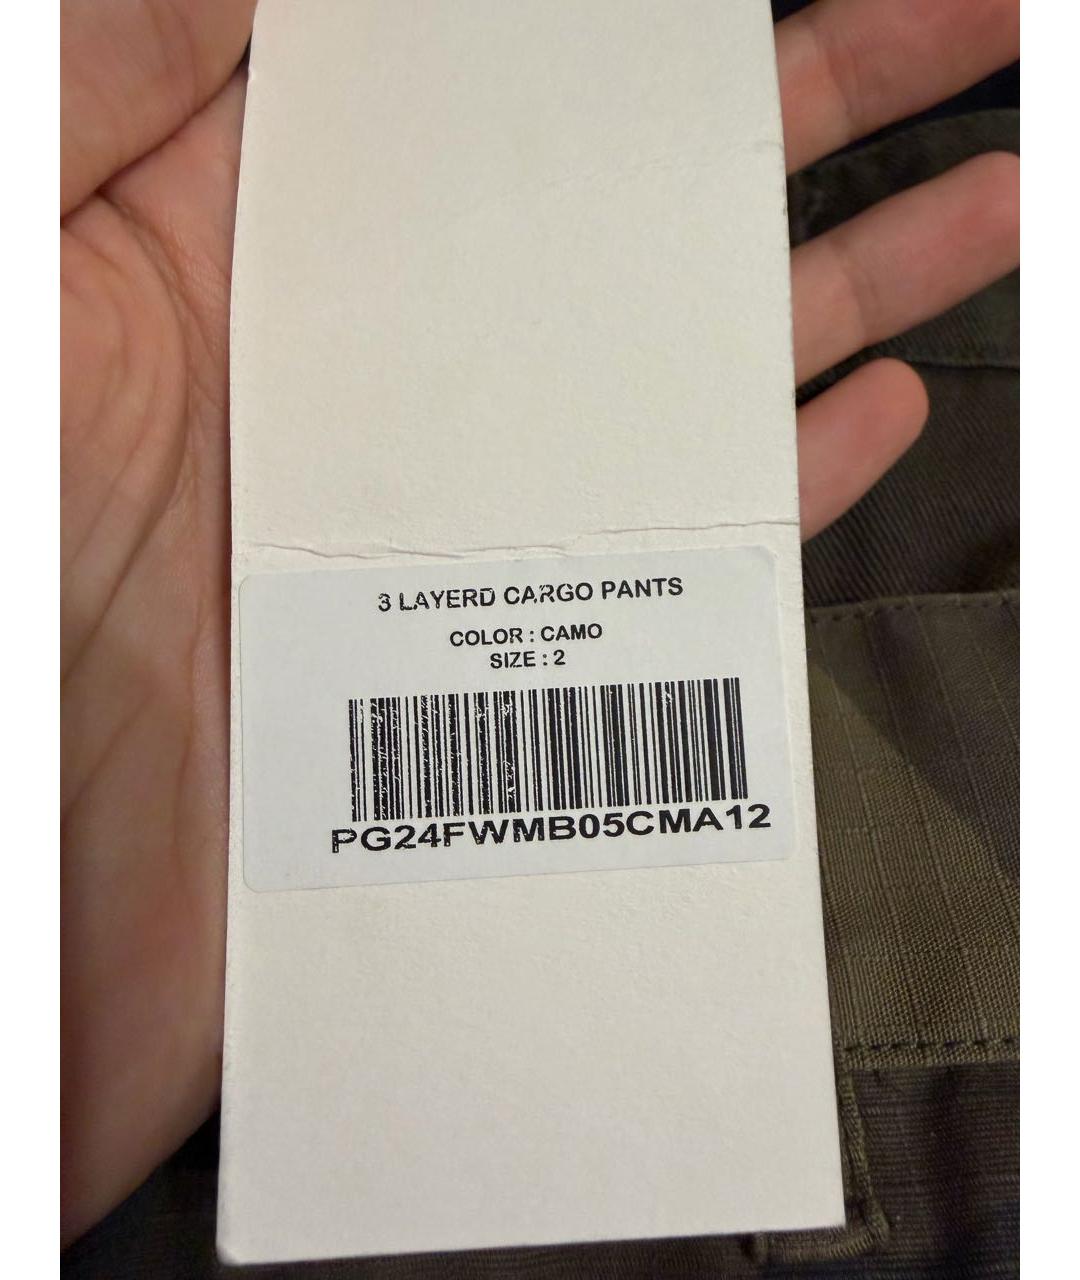 3 LAYERD CARGO PANTS
COLOR : CAMO
SIZE : 2
PG24FWMB05CMA12